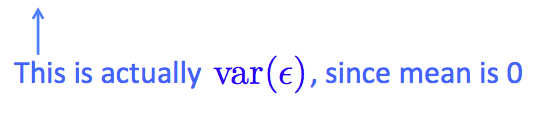 This is actually var(ϵ), since mean is 0